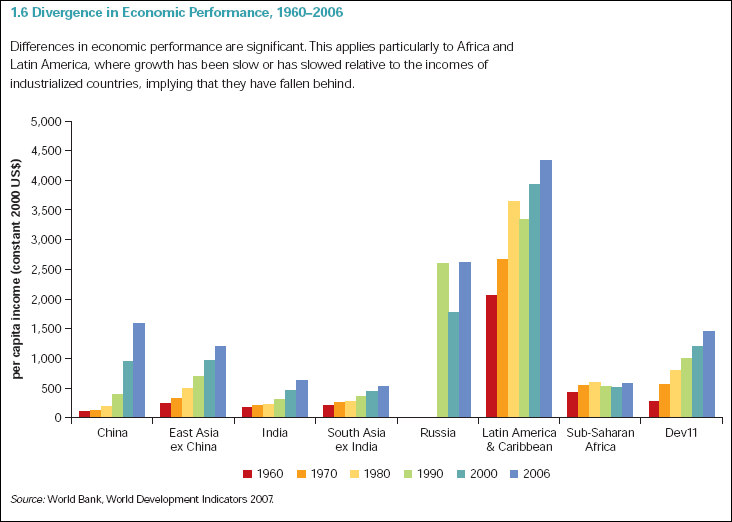 1.6 Divergence in Economic Performance, 1960–2006
Differences in economic performance are significant. This applies particularly to Africa and
Latin America, where growth has been slow or has slowed relative to the incomes of
industrialized countries, implying that they have fallen behind.
per capita income (constant 2000 US$)
5,000
4,500
4,000
3,500
3,000
2,500
2,000
1,500
1,000
500
0
China
East Asia
ex China
India
South Asia
ex India
Russia
Latin America
& Caribbean
Sub-Saharan
Africa
Dev11
1960 1970 1980 1990 2000 2006
Source: World Bank, World Development Indicators 2007.